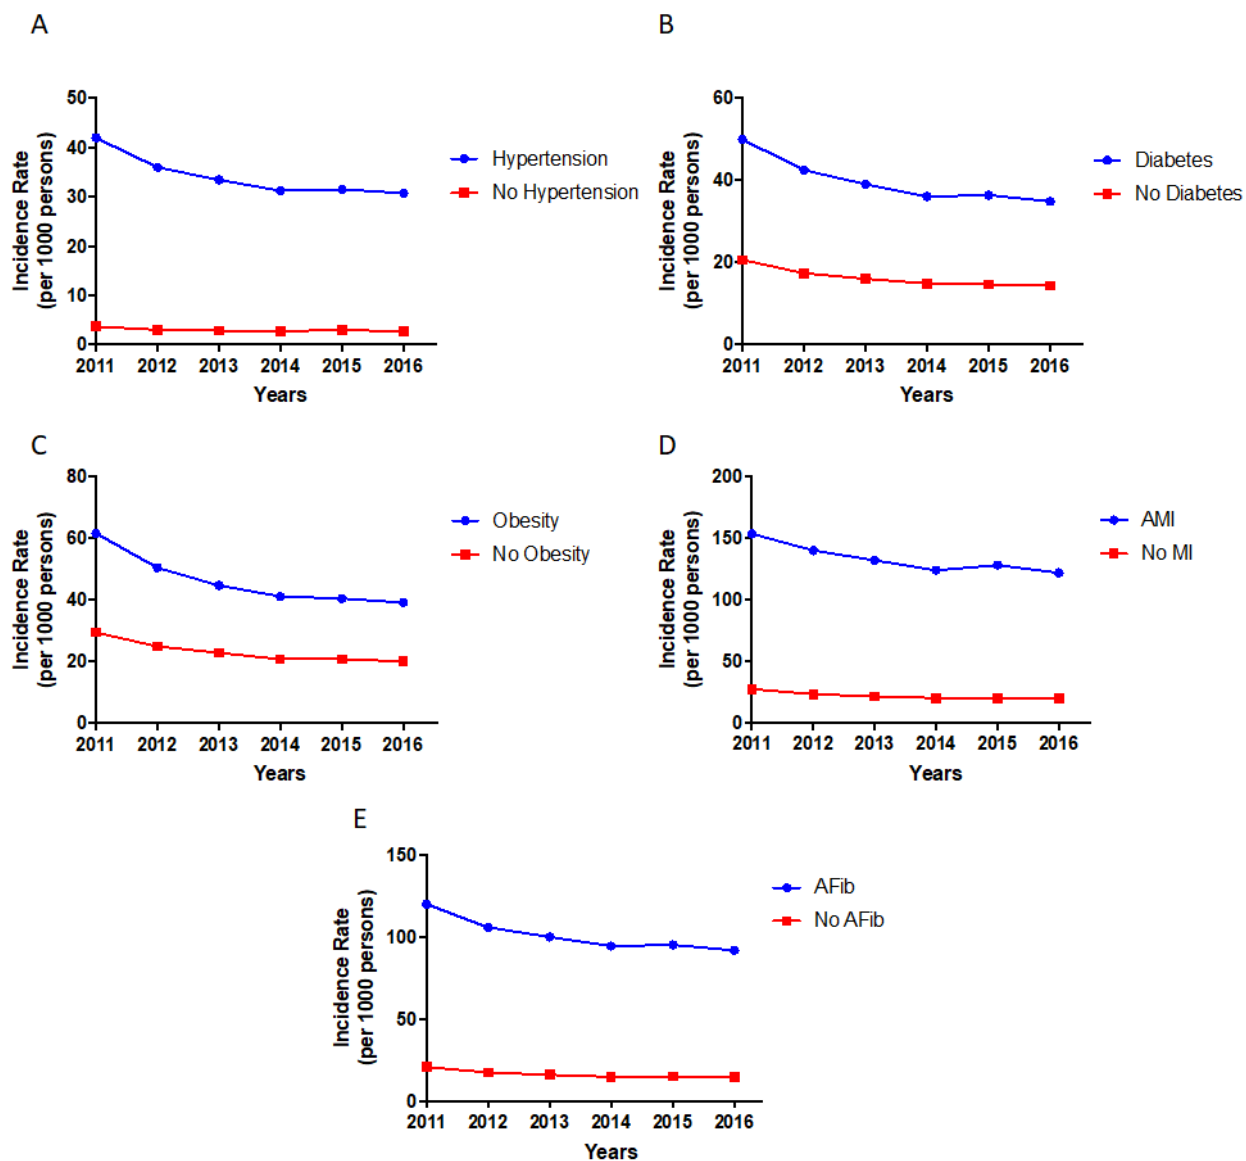 A
Incidence Rate
(per 1000 persons)
50
40
30
20
10
0
2011 2012 2013 2014 2015 2016
Years
Hypertension
No Hypertension
B
Incidence Rate
(per 1000 persons)
60
40
20
0
2011 2012 2013 2014 2015 2016
Years
Diabetes
No Diabetes
C
Incidence Rate
(per 1000 persons)
80
60
40
20
0
2011 2012 2013 2014 2015 2016
Years
Obesity
No Obesity
D
Incidence Rate
(per 1000 persons)
200
150
100
50
0
2011 2012 2013 2014 2015 2016
Years
AMI
No MI
E
Incidence Rate
(per 1000 persons)
150
100
50
0
2011 2012 2013 2014 2015 2016
Years
AFib
No AFib